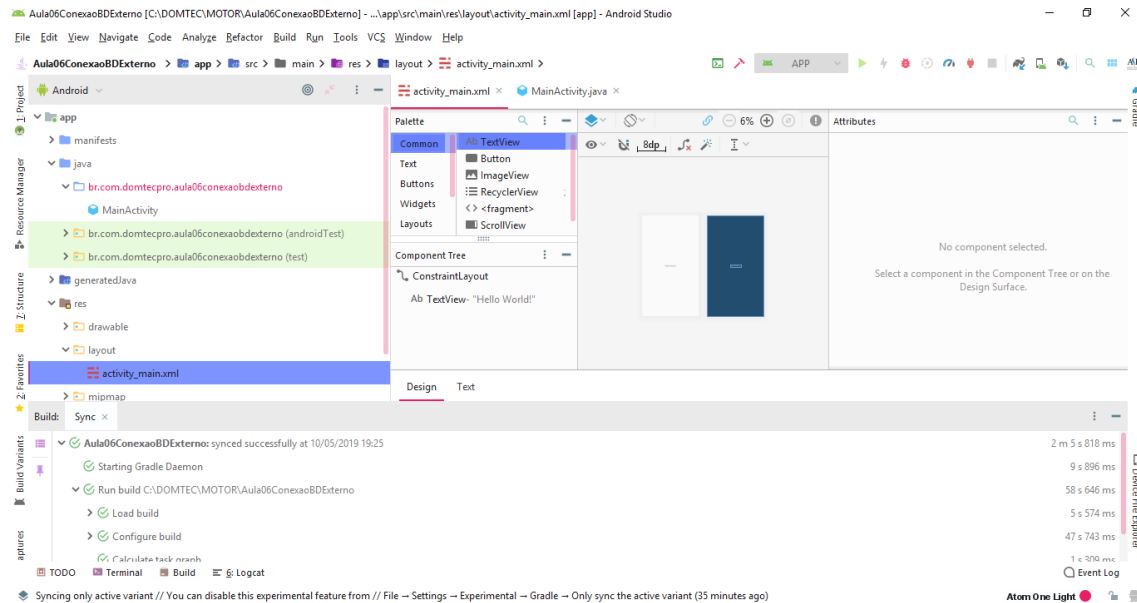 Aula06ConexaoBDExterno [C:\DOMTEC\MOTOR\Aula06ConexaoBDExterno] - ...\app\src\main\res\layout\activity_main.xml [app] - Android Studio
File Edit View Navigate Code Analyze Refactor Build Run Tools VCS Window Help
Aula06ConexaoBDExterno app src main res layout activity_main.xml APP
1: Project
Resource Manager
7: Structure
2: Favorites
Build Variants
aptures
Android
app
manifests
java
br.com.domtecpro.aula06conexaobdexterno
MainActivity
br.com.domtecpro.aula06conexaobdexterno (androidTest)
br.com.domtecpro.aula06conexaobdexterno (test)
generatedJava
res
drawable
layout
activity_main.xml
mipmap
activity_main.xml MainActivity.java
Palette
Common
Text
Buttons
Widgets
Layouts
Ab TextView
Button
ImageView
RecyclerView
<> <fragment>
ScrollView
Component Tree
ConstraintLayout
Ab TextView- "Hello World!"
6%
8dp
Attributes
No component selected.
Select a component in the Component Tree or on the
Design Surface.
Design Text
Gradle
Device File Explorer
Build: Sync
Aula06ConexaoBDExterno: synced successfully at 10/05/2019 19:25 2 m 5 s 818 ms
Starting Gradle Daemon 9 s 896 ms
Run build C:\DOMTEC\MOTOR\Aula06ConexaoBDExterno 58 s 646 ms
Load build 5 s 574 ms
Configure build 47 s 743 ms
Calculate task graph 1 s 309 ms
TODO Terminal Build 6: Logcat Event Log
Syncing only active variant // You can disable this experimental feature from // File → Settings → Experimental → Gradle → Only sync the active variant (35 minutes ago) Atom One Light